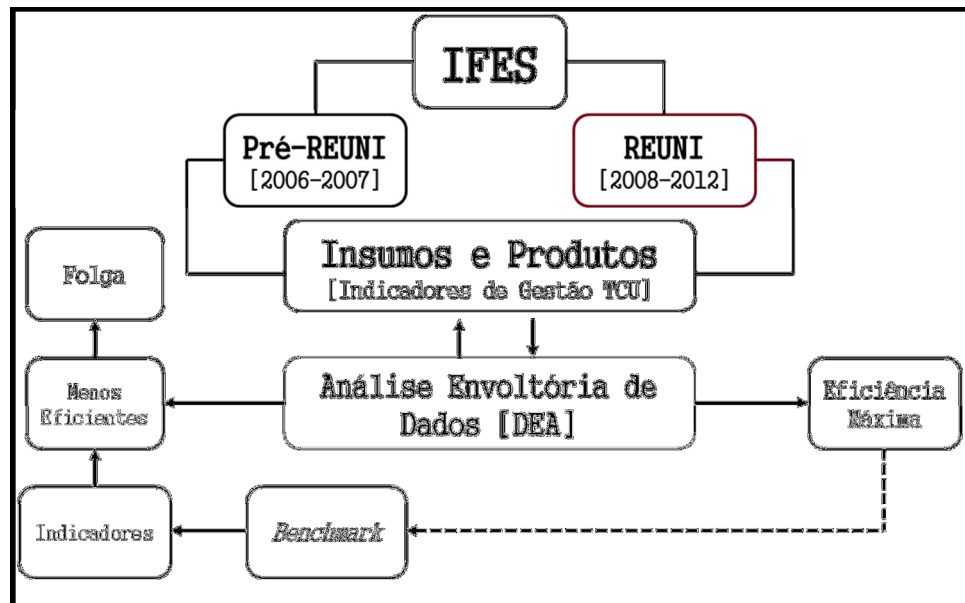 IFES
Pré-REUNI
[2006-2007]
REUNI
[2008-2012]
Insumos e Produtos
[Indicadores de Gestão TCU]
Folga
Análise Envoltória de
Dados [DEA]
Menos
Eficientes
Eficiência
Máxima
Indicadores
Benchmark